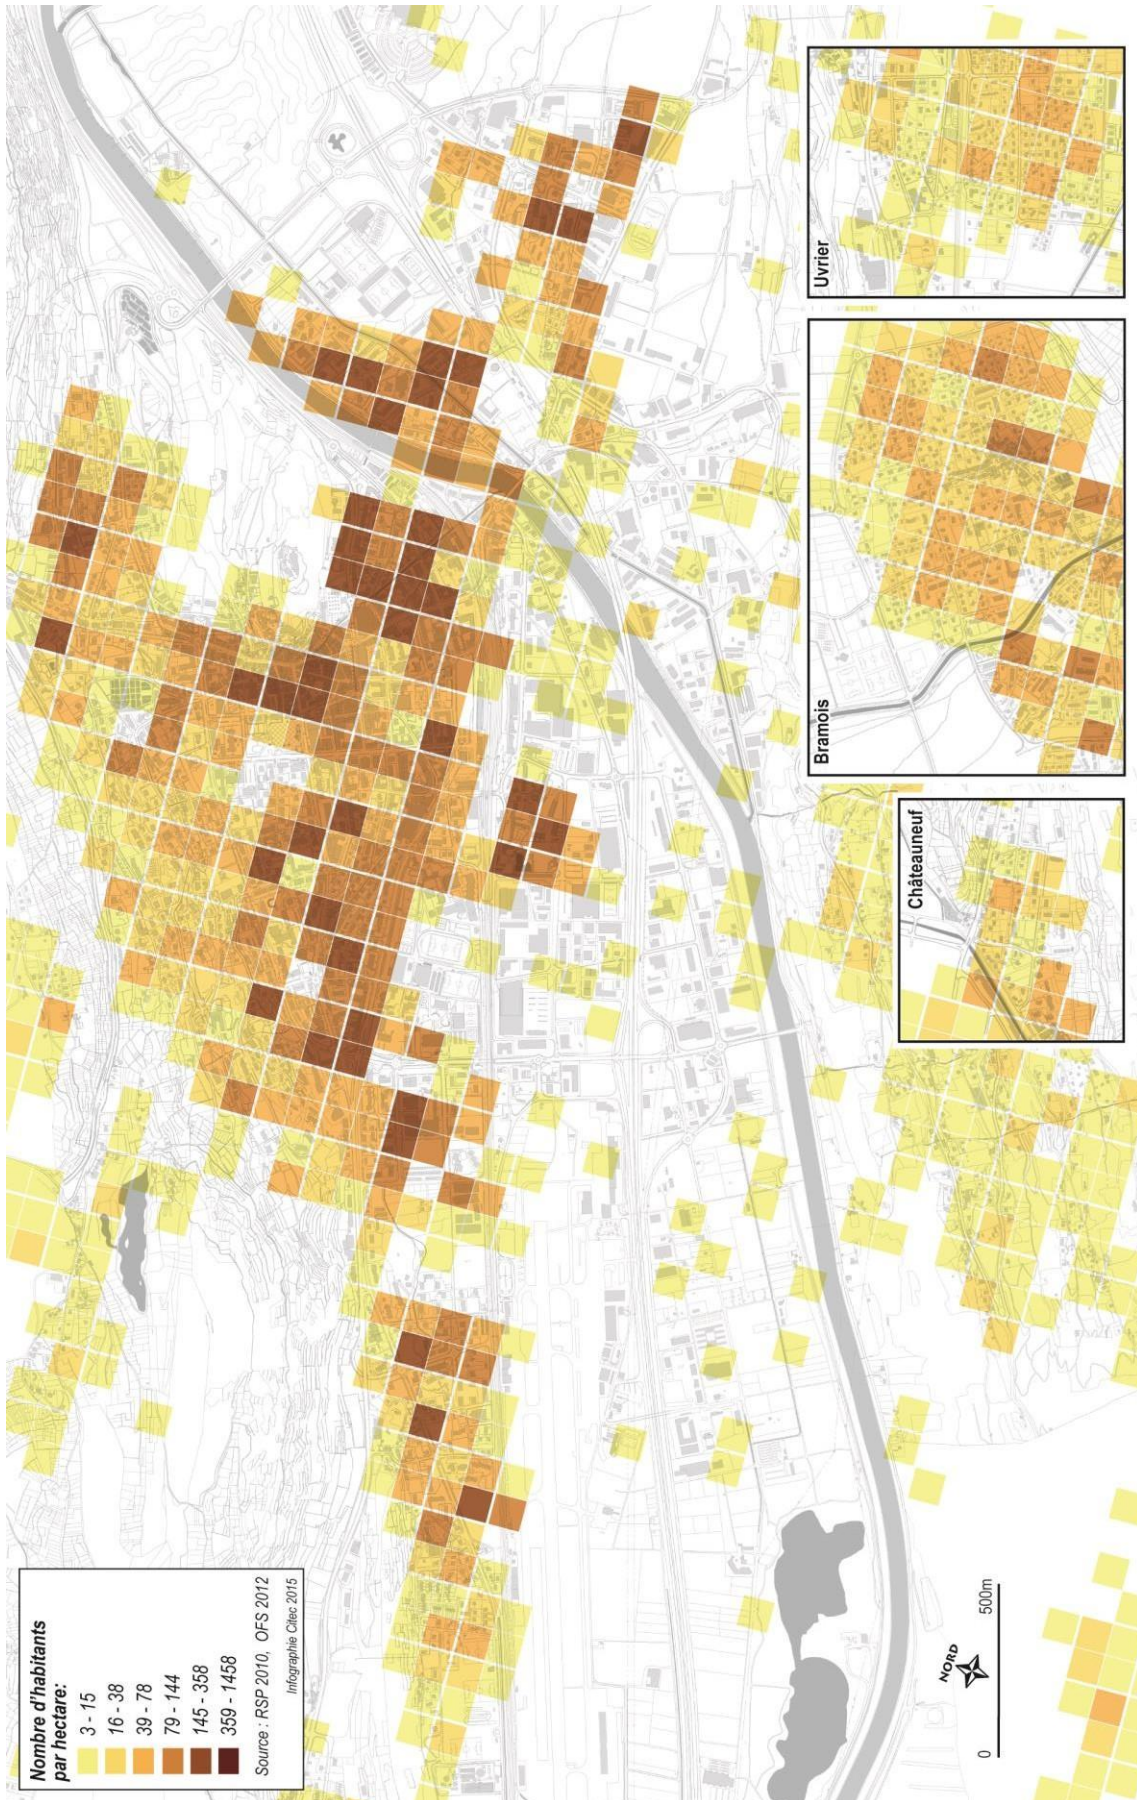 Nombre d'habitants
par hectare:
3 - 15
16 - 38
39 - 78
79 - 144
145 - 358
359 - 1458
Source : RSP 2010, OFS 2012
Infographie Citec 2015
NORD
0
500m
Châteauneuf
Bramois
Uvrier